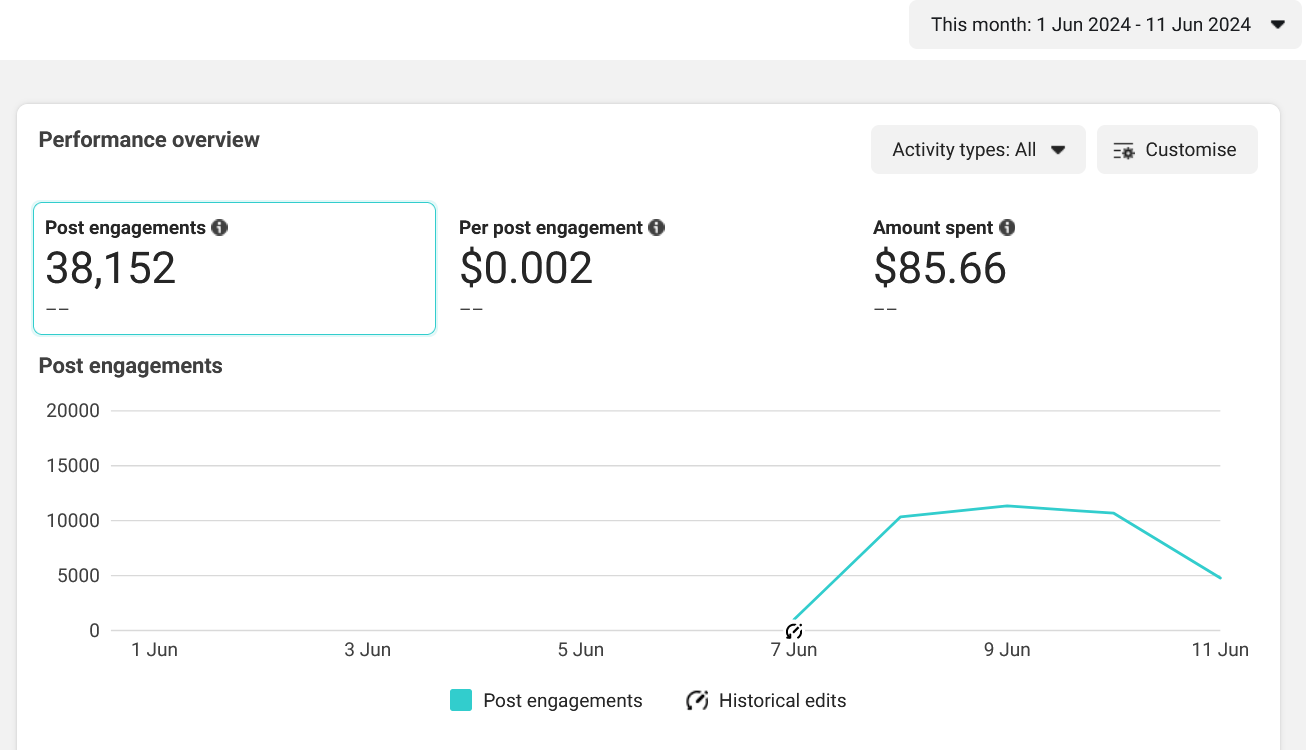 This month: 1 Jun 2024 - 11 Jun 2024
Performance overview
Activity types: All
Customise
Post engagements
38,152
--
Per post engagement
$0.002
--
Amount spent
$85.66
--
Post engagements
20000
15000
10000
5000
0
1 Jun 3 Jun 5 Jun 7 Jun 9 Jun 11 Jun
Post engagements Historical edits